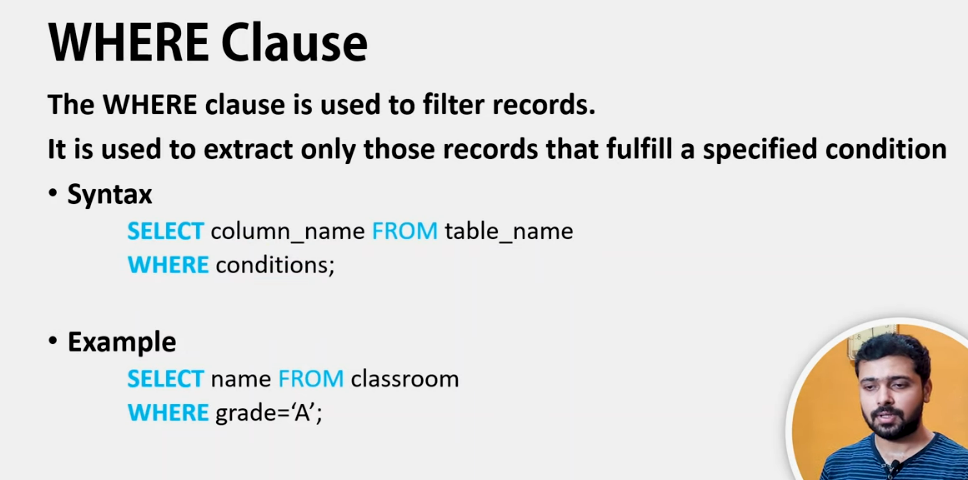 WHERE Clause
The WHERE clause is used to filter records.
It is used to extract only those records that fulfill a specified condition
• Syntax
SELECT column_name FROM table_name
WHERE conditions;
• Example
SELECT name FROM classroom
WHERE grade=‘A’;